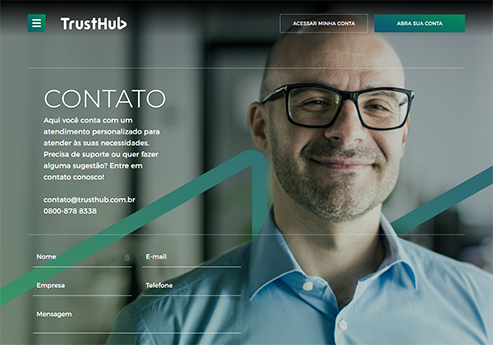 TrustHub
ACESSAR MINHA CONTA
ABRA SUA CONTA
CONTATO
Aqui você conta com um
atendimento personalizado para
atender às suas necessidades.
Precisa de suporte ou quer fazer
alguma sugestão? Entre em
contato conosco!
contato@trusthub.com.br
0800-878 8338
Nome
E-mail
Empresa
Telefone
Mensagem